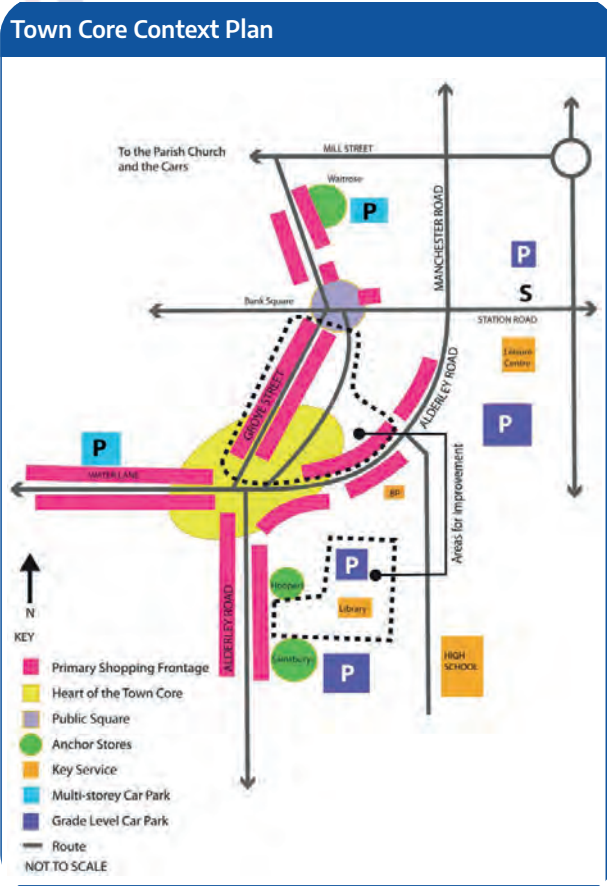 Town Core Context Plan
To the Parish Church
and the Carrs
MILL STREET
Waitrose
P
MANCHESTER ROAD
P
S
Bank Square
STATION ROAD
Leisure
Centre
ALDERLEY ROAD
P
GROVE STREET
P
WATER LANE
Areas for Improvement
BP
P
Hoopers
Library
ALDERLEY ROAD
Sainsburys
P
HIGH
SCHOOL
N
KEY
Primary Shopping Frontage
Heart of the Town Core
Public Square
Anchor Stores
Key Service
Multi-storey Car Park
Grade Level Car Park
Route
NOT TO SCALE